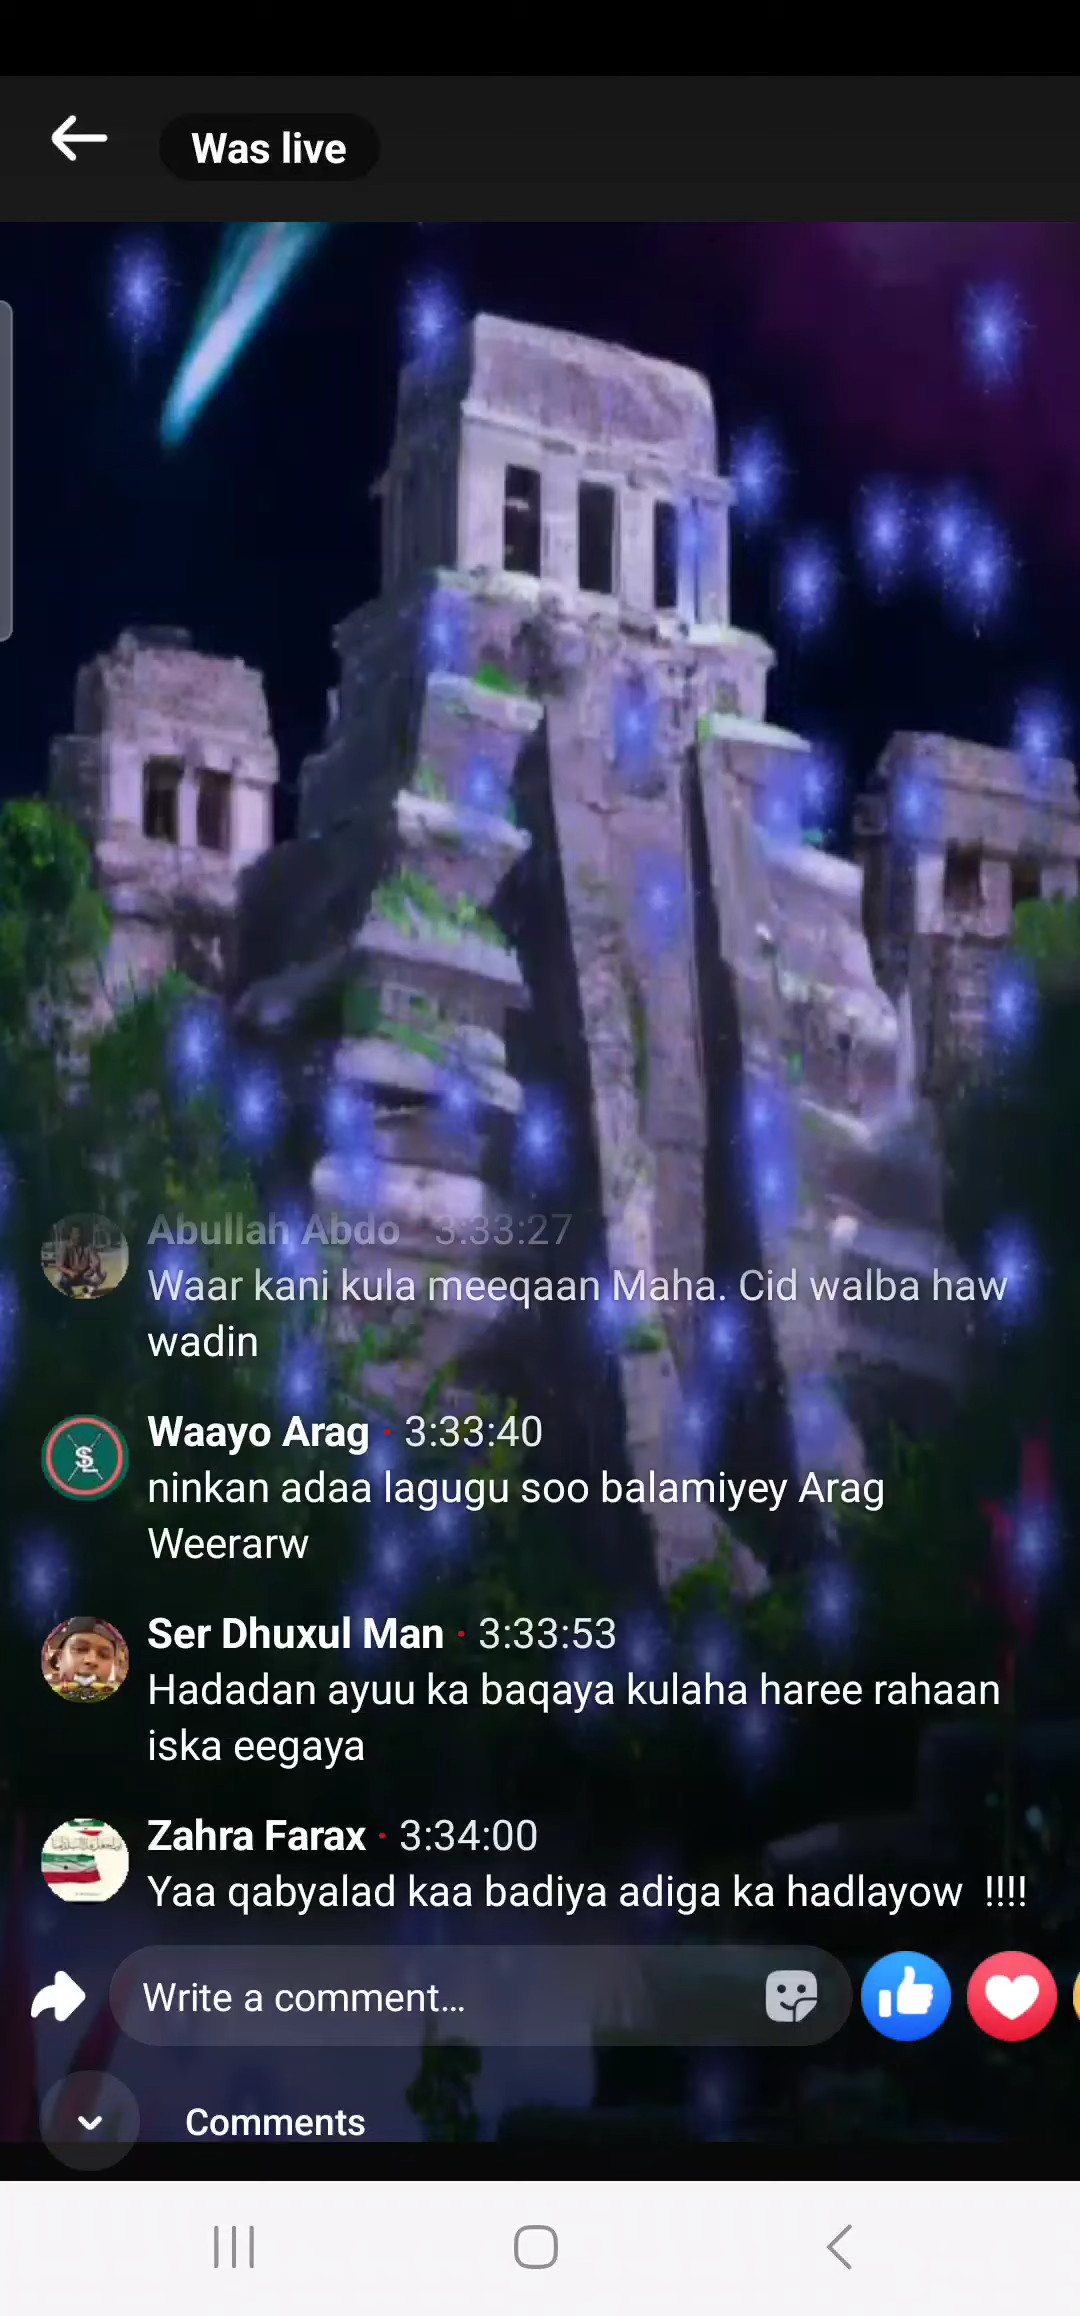 Was live
Abullah Abdo · 3:33:27
Waar kani kula meeqaan Maha. Cid walba haw
wadin
Waayo Arag · 3:33:40
ninkan adaa lagugu soo balamiyey Arag
Weerarw
Ser Dhuxul Man · 3:33:53
Hadadan ayuu ka baqaya kulaha haree rahaan
iska eegaya
Zahra Farax · 3:34:00
Yaa qabyalad kaa badiya adiga ka hadlayow !!!!
Write a comment...
Comments